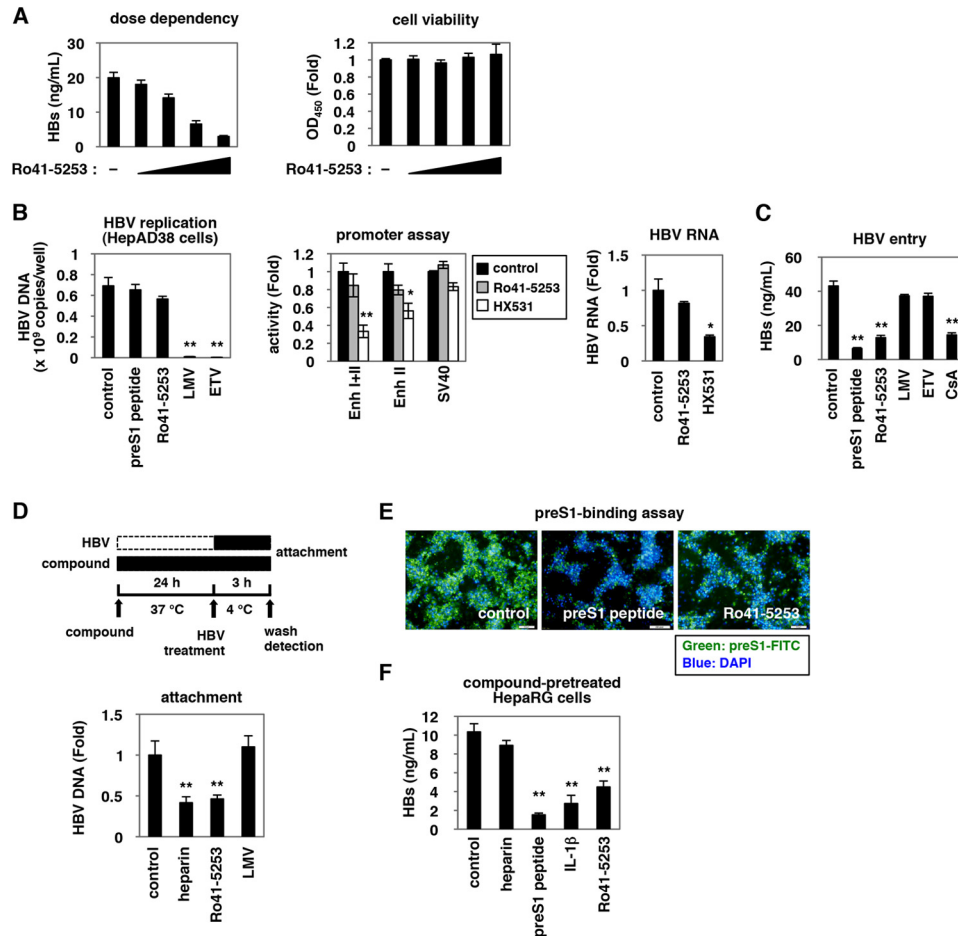 A
dose dependency
HBs (ng/mL)
30
20
10
0
Ro41-5253 : –
cell viability
OD450 (Fold)
1.2
1
0.8
0.6
0.4
0.2
0
Ro41-5253 : –
B
HBV replication
(HepAD38 cells)
HBV DNA
(x 10⁹ copies/well)
1
0.8
0.6
0.4
0.2
0
** **
control
preS1 peptide
Ro41-5253
LMV
ETV
promoter assay
activity (Fold)
1.2
1
0.8
0.6
0.4
0.2
0
**
*
Enh I+II
Enh II
SV40
control
Ro41-5253
HX531
HBV RNA
HBV RNA (Fold)
1.5
1
0.5
0
*
control
Ro41-5253
HX531
C
HBV entry
HBs (ng/mL)
60
40
20
0
** ** **
control
preS1 peptide
Ro41-5253
LMV
ETV
CsA
D
HBV
compound
attachment
24 h 3 h
37 °C 4 °C
compound
HBV
treatment
wash
detection
attachment
HBV DNA (Fold)
1.5
1
0.5
0
** **
control
heparin
Ro41-5253
LMV
E
preS1-binding assay
control
preS1 peptide
Ro41-5253
Green: preS1-FITC
Blue: DAPI
F
compound-pretreated
HepaRG cells
HBs (ng/mL)
12
10
8
6
4
2
0
** ** **
control
heparin
preS1 peptide
IL-1β
Ro41-5253